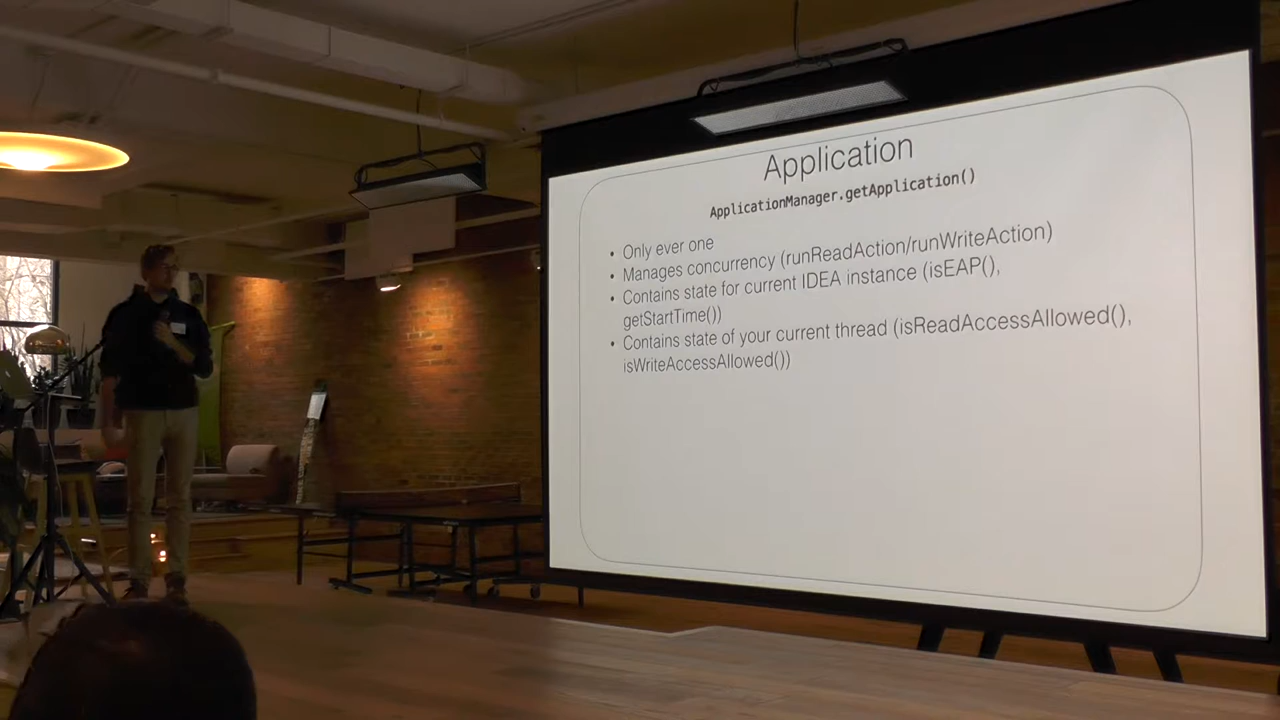 Application
ApplicationManager.getApplication()
• Only ever one
• Manages concurrency (runReadAction/runWriteAction)
• Contains state for current IDEA instance (isEAP(),
getStartTime())
• Contains state of your current thread (isReadAccessAllowed(),
isWriteAccessAllowed())